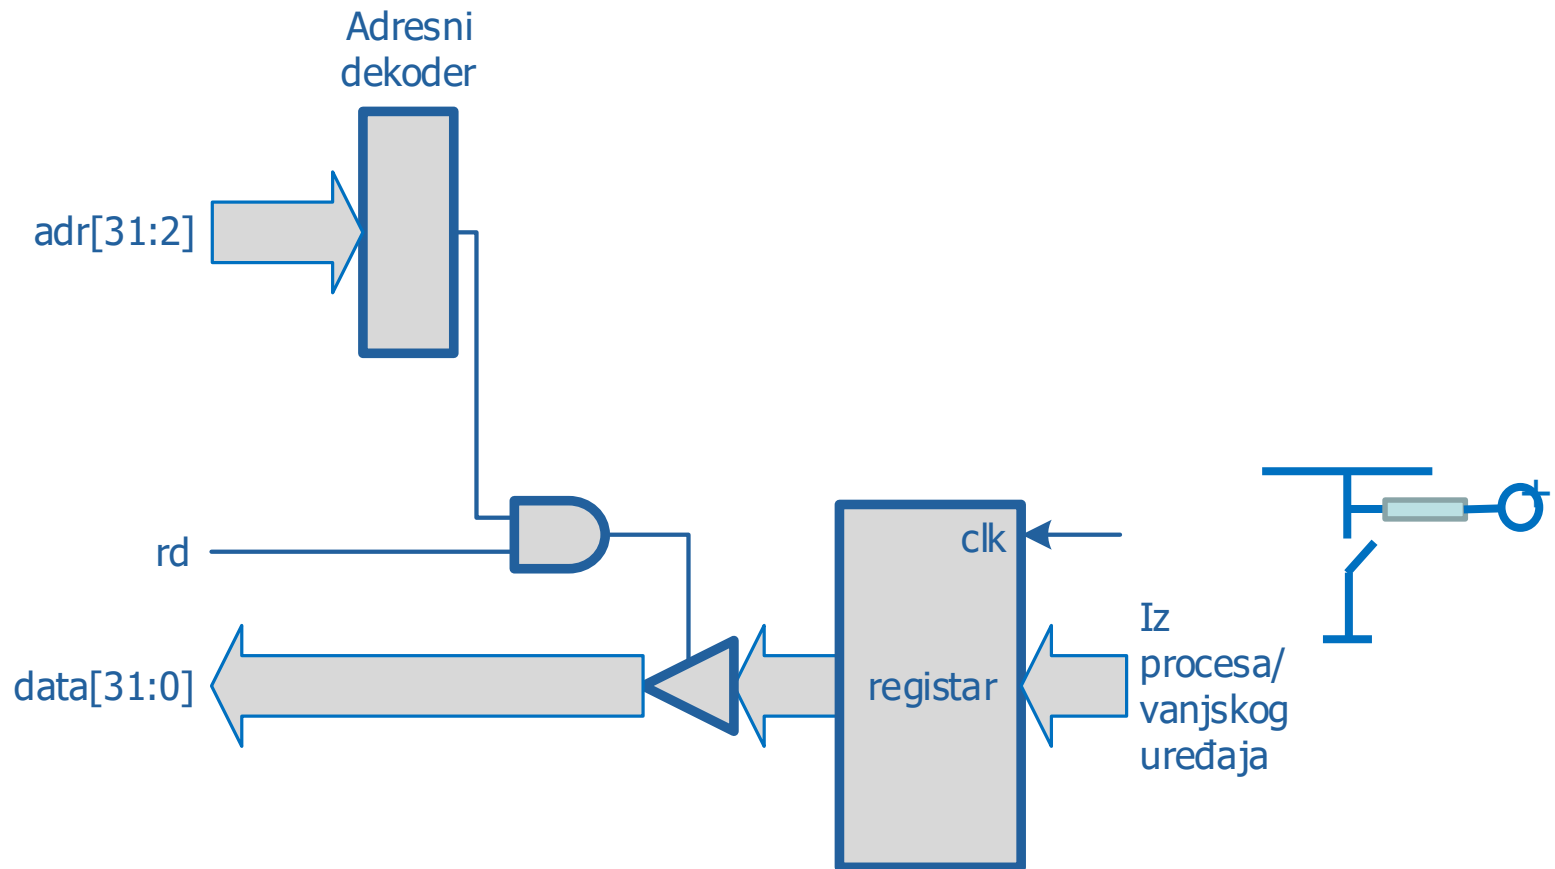 Adresni
dekoder
adr[31:2]
rd
clk
Iz
procesa/
vanjskog
uređaja
data[31:0]
registar